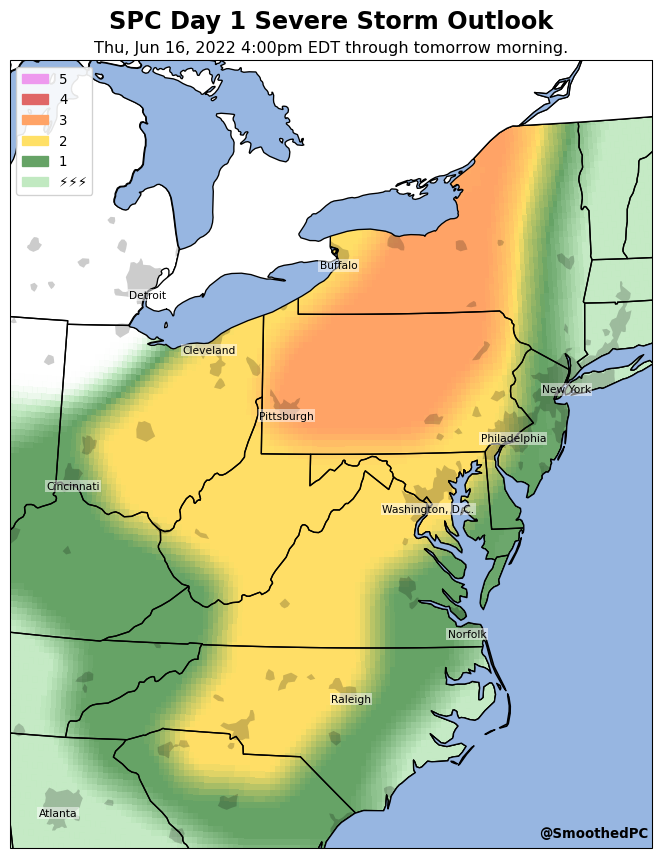 SPC Day 1 Severe Storm Outlook
Thu, Jun 16, 2022 4:00pm EDT through tomorrow morning.
5
4
3
2
1
⚡⚡⚡
Buffalo
Detroit
Cleveland
New York
Pittsburgh
Philadelphia
Cincinnati
Washington, D.C.
Norfolk
Raleigh
Atlanta
@SmoothedPC